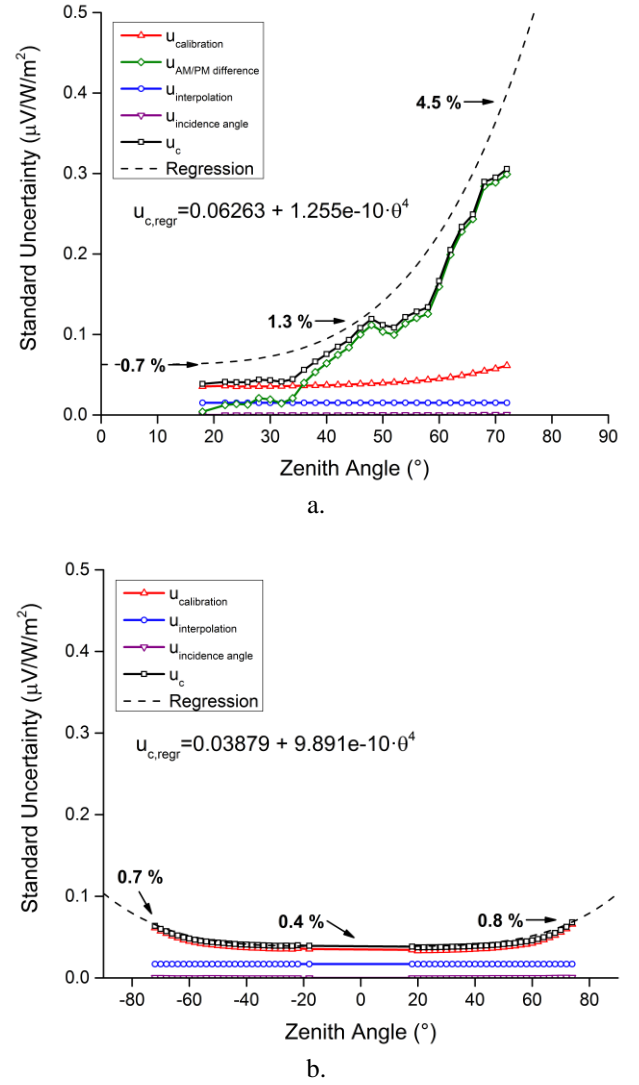 0.5
0.4
0.3
0.2
0.1
0.0
Standard Uncertainty (μV/W/m²)
u_calibration
u_AM/PM difference
u_interpolation
u_incidence angle
u_c
Regression
4.5 %
u_c,regr=0.06263 + 1.255e-10·θ⁴
1.3 %
0.7 %
0 10 20 30 40 50 60 70 80 90
Zenith Angle (°)
a.
0.5
0.4
0.3
0.2
0.1
0.0
Standard Uncertainty (μV/W/m²)
u_calibration
u_interpolation
u_incidence angle
u_c
Regression
u_c,regr=0.03879 + 9.891e-10·θ⁴
0.7 %
0.4 %
0.8 %
-80 -60 -40 -20 0 20 40 60 80
Zenith Angle (°)
b.